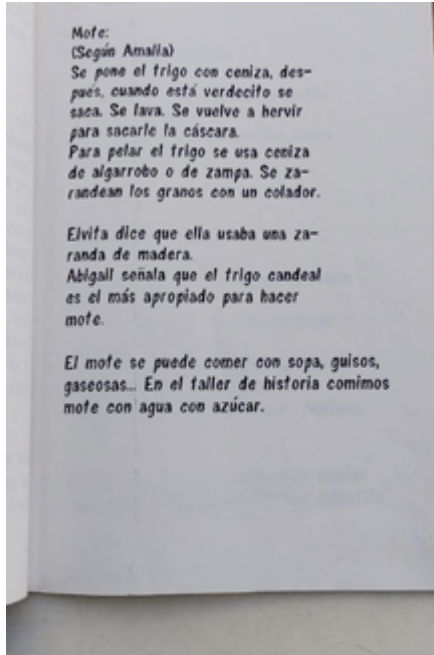 Mote:
(Según Amalia)
Se pone el trigo con ceniza, des-
pués, cuando está verdecito se
saca. Se lava. Se vuelve a hervir
para sacarle la cáscara.
Para pelar el trigo se usa ceniza
de algarrobo o de zampa. Se za-
randean los granos con un colador.
Elvita dice que ella usaba una za-
randa de madera.
Abigail señala que el trigo candeal
es el más apropiado para hacer
mote.
El mote se puede comer con sopa, guisos,
gaseosas... En el taller de historia comimos
mote con agua con azúcar.